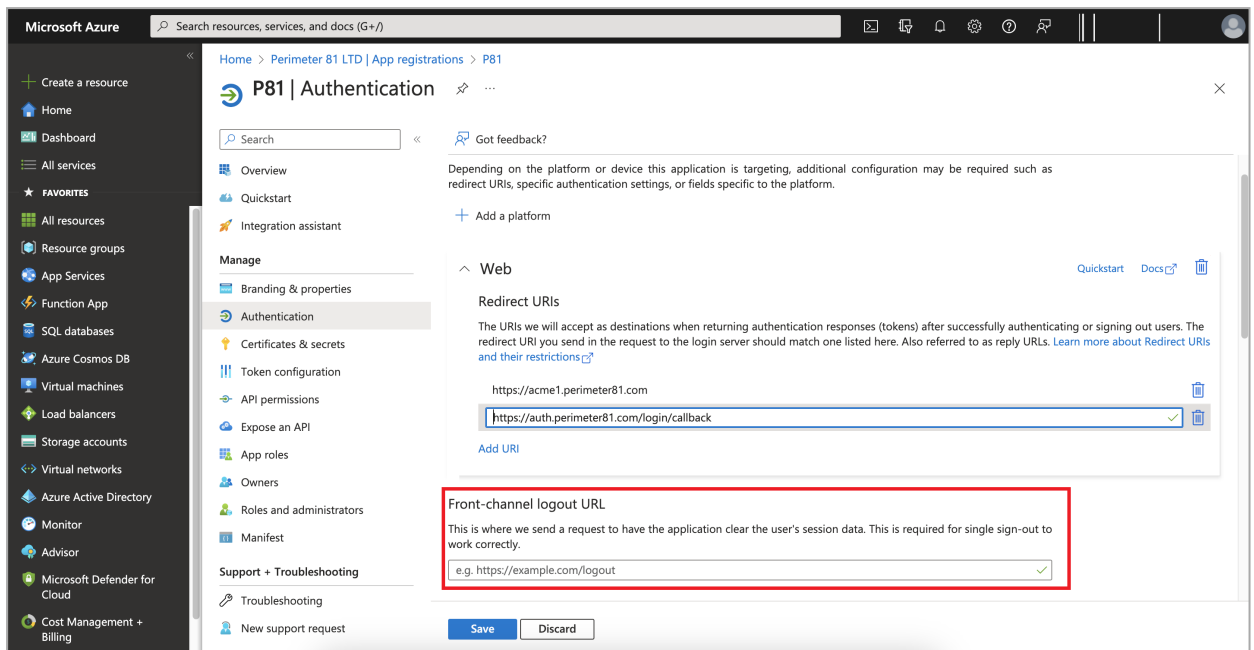 Microsoft Azure
Search resources, services, and docs (G+/)
«
Create a resource
Home
Dashboard
All services
FAVORITES
All resources
Resource groups
App Services
Function App
SQL databases
Azure Cosmos DB
Virtual machines
Load balancers
Storage accounts
Virtual networks
Azure Active Directory
Monitor
Advisor
Microsoft Defender for
Cloud
Cost Management +
Billing
Home > Perimeter 81 LTD | App registrations > P81
P81 | Authentication
Search
«
Overview
Quickstart
Integration assistant
Manage
Branding & properties
Authentication
Certificates & secrets
Token configuration
API permissions
Expose an API
App roles
Owners
Roles and administrators
Manifest
Support + Troubleshooting
Troubleshooting
New support request
Got feedback?
Depending on the platform or device this application is targeting, additional configuration may be required such as
redirect URIs, specific authentication settings, or fields specific to the platform.
Add a platform
Web
Quickstart Docs
Redirect URIs
The URIs we will accept as destinations when returning authentication responses (tokens) after successfully authenticating or signing out users. The
redirect URI you send in the request to the login server should match one listed here. Also referred to as reply URLs. Learn more about Redirect URIs
and their restrictions
https://acme1.perimeter81.com
https://auth.perimeter81.com/login/callback
Add URI
Front-channel logout URL
This is where we send a request to have the application clear the user's session data. This is required for single sign-out to
work correctly.
e.g. https://example.com/logout
Save Discard